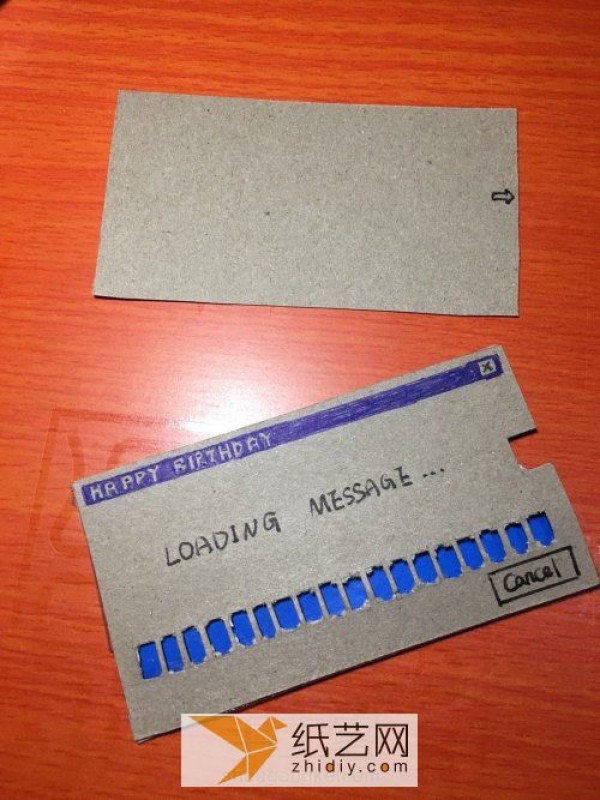 ⇨
HAPPY BIRTHDAY
X
LOADING MESSAGE...
Cancel
纸艺网
zhidiy.com